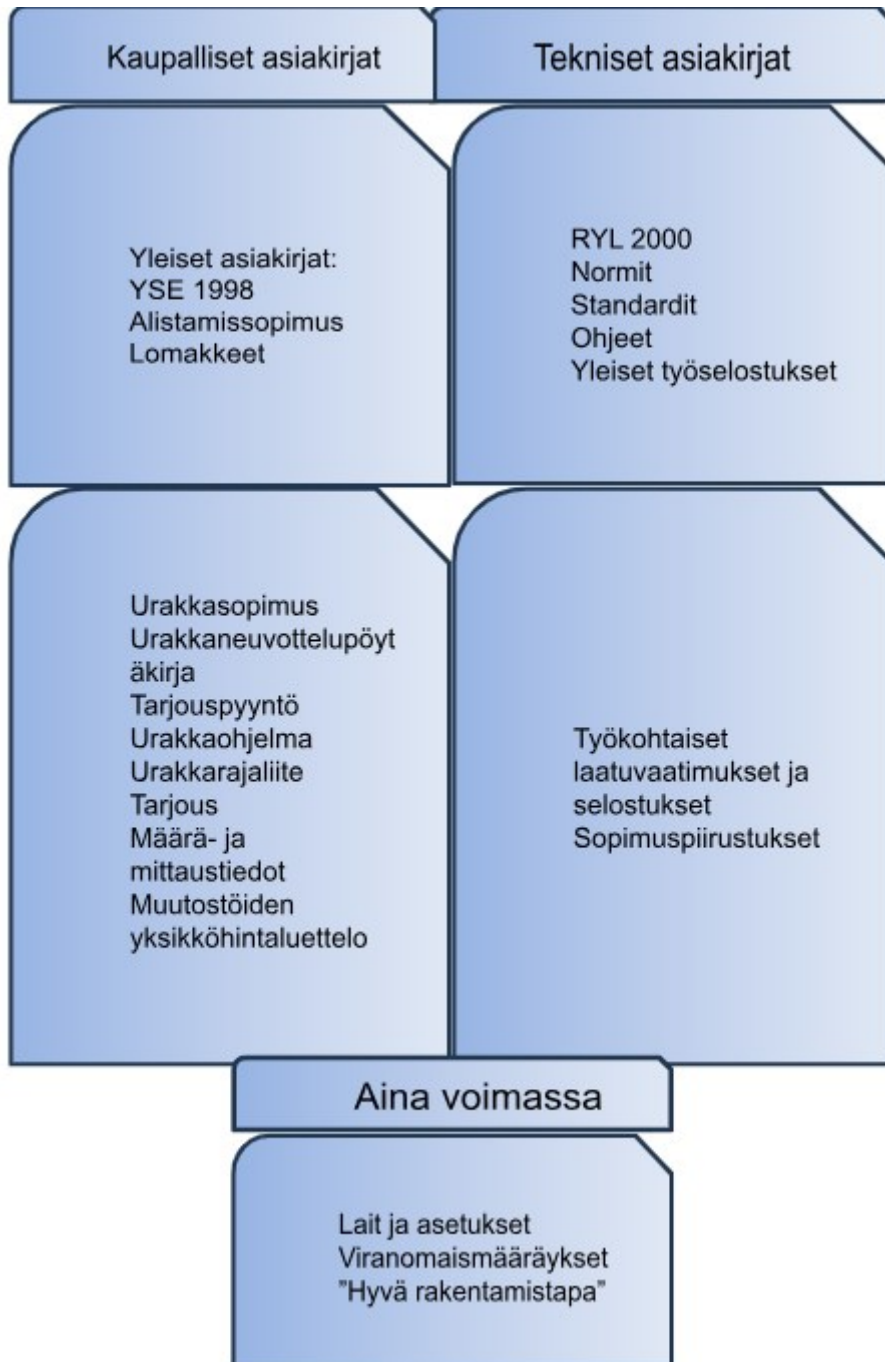 Kaupalliset asiakirjat
Tekniset asiakirjat
Yleiset asiakirjat:
YSE 1998
Alistamissopimus
Lomakkeet
RYL 2000
Normit
Standardit
Ohjeet
Yleiset työselostukset
Urakkasopimus
Urakkaneuvottelupöyt
äkirja
Tarjouspyyntö
Urakkaohjelma
Urakkarajaliite
Tarjous
Määrä- ja
mittaustiedot
Muutostöiden
yksikköhintaluettelo
Työkohtaiset
laatuvaatimukset ja
selostukset
Sopimuspiirustukset
Aina voimassa
Lait ja asetukset
Viranomaismääräykset
”Hyvä rakentamistapa”